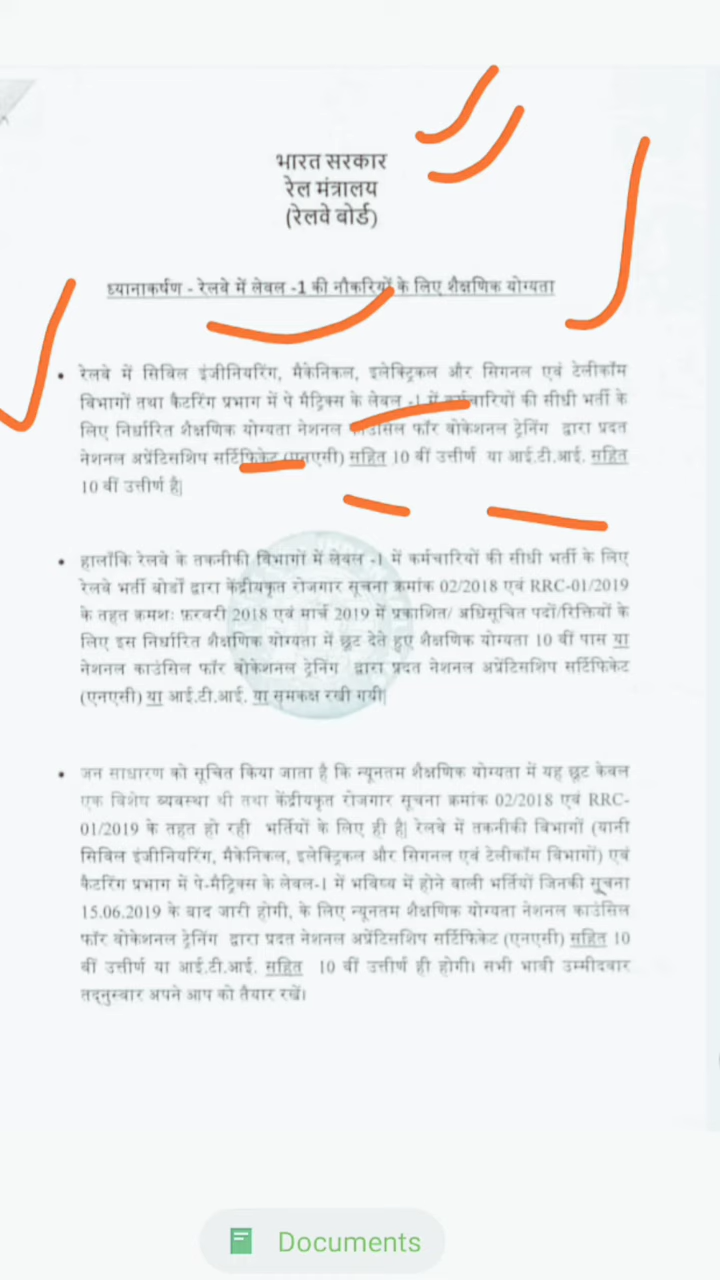 भारत सरकार
रेल मंत्रालय
(रेलवे बोर्ड)
ध्यानाकर्षण - रेलवे में लेवल -1 की नौकरियों के लिए शैक्षणिक योग्यता
• रेलवे में सिविल इंजीनियरिंग, मैकेनिकल, इलेक्ट्रिकल और सिगनल एवं टेलीकॉम
विभागों तथा कैटरिंग प्रभाग में पे मैट्रिक्स के लेवल -1 में कर्मचारियों की सीधी भर्ती के
लिए निर्धारित शैक्षणिक योग्यता नेशनल काउंसिल फॉर वोकेशनल ट्रेनिंग द्वारा प्रदत
नेशनल अप्रेंटिसशिप सर्टिफिकेट (एनएसी) सहित 10 वीं उत्तीर्ण या आई.टी.आई. सहित
10 वीं उत्तीर्ण है|
• हालाँकि रेलवे के तकनीकी विभागों में लेवल -1 में कर्मचारियों की सीधी भर्ती के लिए
रेलवे भर्ती बोर्डों द्वारा केंद्रीयकृत रोजगार सूचना क्रमांक 02/2018 एवं RRC-01/2019
के तहत क्रमशः फ़रवरी 2018 एवं मार्च 2019 में प्रकाशित/ अधिसूचित पदों/रिक्तियों के
लिए इस निर्धारित शैक्षणिक योग्यता में छूट देते हुए शैक्षणिक योग्यता 10 वीं पास या
नेशनल काउंसिल फॉर वोकेशनल ट्रेनिंग द्वारा प्रदत नेशनल अप्रेंटिसशिप सर्टिफिकेट
(एनएसी) या आई.टी.आई. या समकक्ष रखी गयी|
• जन साधारण को सूचित किया जाता है कि न्यूनतम शैक्षणिक योग्यता में यह छूट केवल
एक विशेष व्यवस्था थी तथा केंद्रीयकृत रोजगार सूचना क्रमांक 02/2018 एवं RRC-
01/2019 के तहत हो रही भर्तियों के लिए ही है| रेलवे में तकनीकी विभागों (यानी
सिविल इंजीनियरिंग, मैकेनिकल, इलेक्ट्रिकल और सिगनल एवं टेलीकॉम विभागों) एवं
कैटरिंग प्रभाग में पे-मैट्रिक्स के लेवल-1 में भविष्य में होने वाली भर्तियों जिनकी सूचना
15.06.2019 के बाद जारी होगी, के लिए न्यूनतम शैक्षणिक योग्यता नेशनल काउंसिल
फॉर वोकेशनल ट्रेनिंग द्वारा प्रदत नेशनल अप्रेंटिसशिप सर्टिफिकेट (एनएसी) सहित 10
वीं उत्तीर्ण या आई.टी.आई. सहित 10 वीं उत्तीर्ण ही होगी। सभी भावी उम्मीदवार
तद्नुस्वार अपने आप को तैयार रखें।
Documents